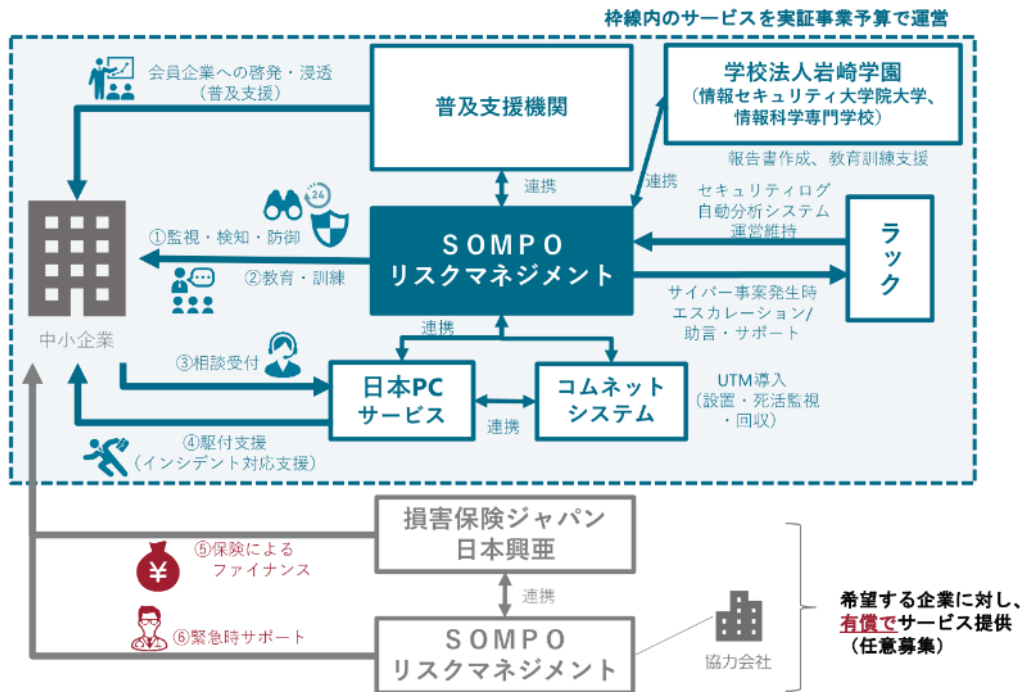 枠線内のサービスを実証事業予算で運営
会員企業への啓発・浸透
(普及支援)
普及支援機関
学校法人岩崎学園
(情報セキュリティ大学院大学、
情報科学専門学校)
報告書作成、教育訓練支援
連携
連携
24
①監視・検知・防御
②教育・訓練
SOMPO
リスクマネジメント
セキュリティログ
自動分析システム
運営維持
ラック
サイバー事案発生時
エスカレーション/
助言・サポート
中小企業
連携
③相談受付
日本PC
サービス
連携
コムネット
システム
UTM導入
(設置・死活監視
・回収)
④駆付支援
(インシデント対応支援)
損害保険ジャパン
日本興亜
⑤保険による
ファイナンス
¥
連携
⑥緊急時サポート
SOMPO
リスクマネジメント
協力会社
希望する企業に対し、
有償でサービス提供
(任意募集)